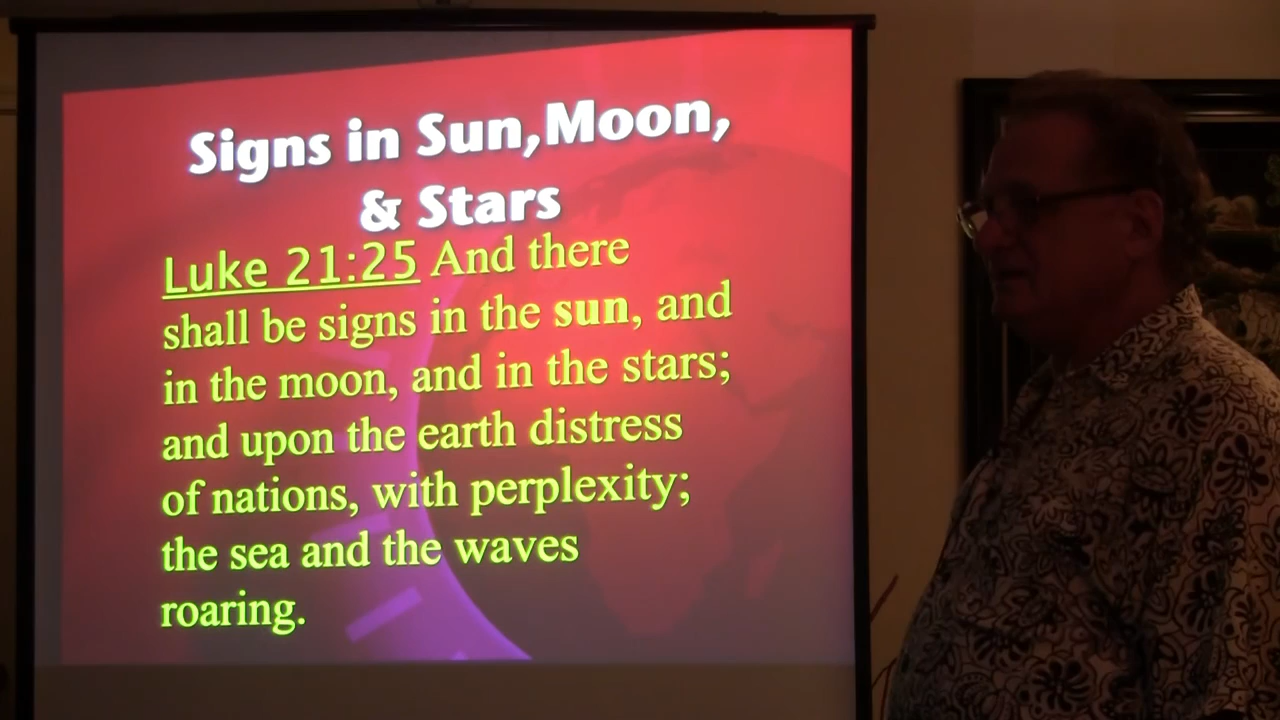 Signs in Sun, Moon,
& Stars
Luke 21:25 And there
shall be signs in the sun, and
in the moon, and in the stars;
and upon the earth distress
of nations, with perplexity;
the sea and the waves
roaring.